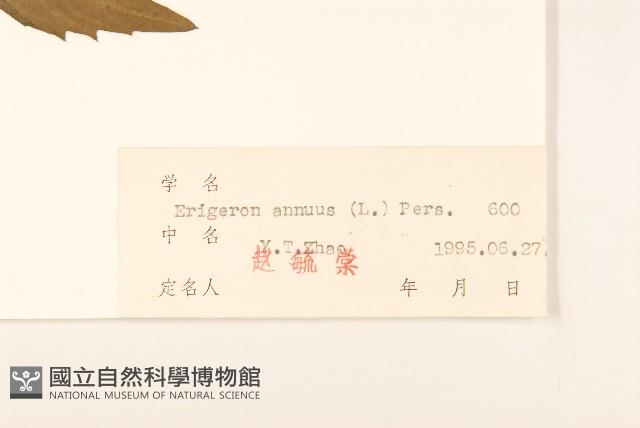 学 名
Erigeron annuus (L.) Pers. 600
中 名
Y.T.Zhao 1995.06.27.
赵 毓 棠
定名人 年 月 日
國立自然科學博物館
NATIONAL MUSEUM OF NATURAL SCIENCE